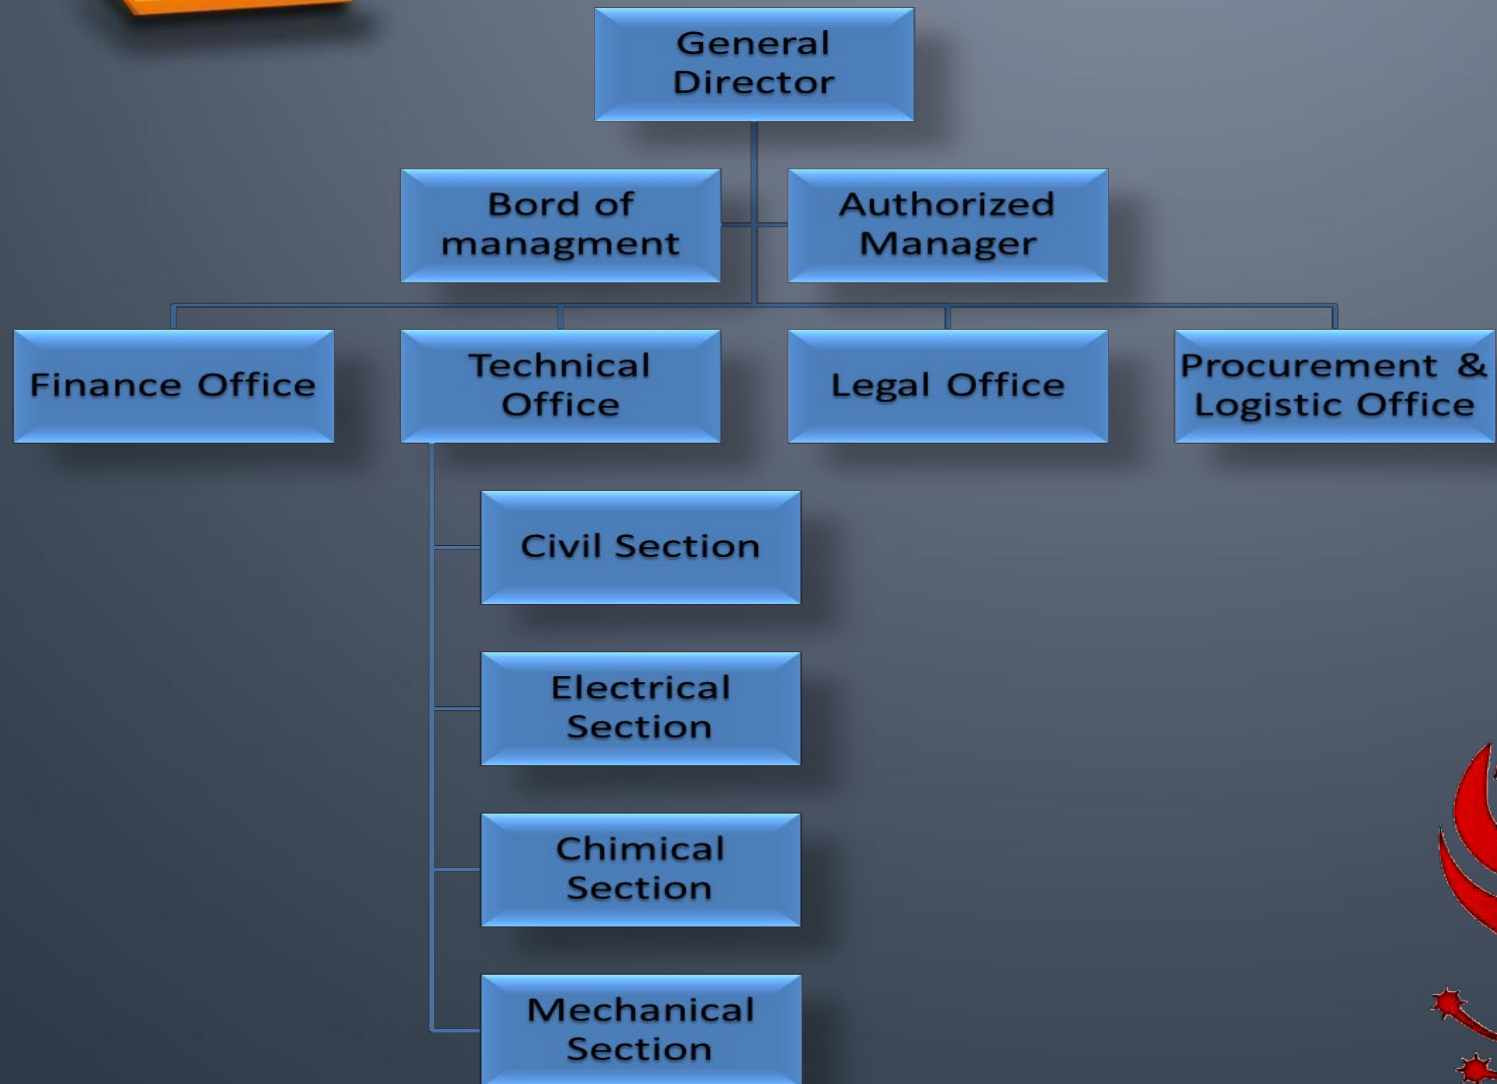 General
Director
Bord of
managment
Authorized
Manager
Finance Office
Technical
Office
Legal Office
Procurement &
Logistic Office
Civil Section
Electrical
Section
Chimical
Section
Mechanical
Section